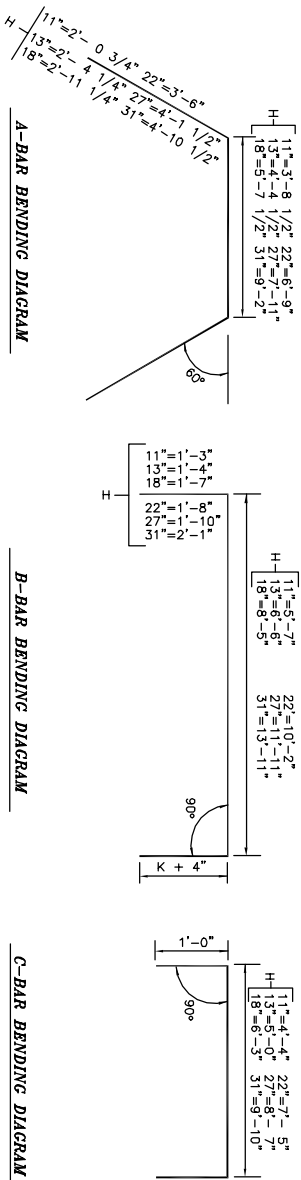 H
11"=3'-8 1/2" 22"=6'-9"
13"=4'-4 1/2" 27"=7'-11"
18"=5'-7 1/2" 31"=9'-2"
H
11"=2'- 0 3/4" 22"=3'-6"
13"=2'- 4 1/4" 27"=4'-1 1/2"
18"=2'-11 1/4" 31"=4'-10 1/2"
60°
A-BAR BENDING DIAGRAM
H
11"=5'-7" 22'=10'-2"
13"=6'-6" 27"=11'-11"
18"=8'-5" 31"=13'-11"
H
11"=1'-3"
13"=1'-4"
18"=1'-7"
22"=1'-8"
27"=1'-10"
31"=2'-1"
90°
K + 4"
B-BAR BENDING DIAGRAM
H
11"=4'-4" 22"=7'- 5"
13"=5'-0" 27"=8'- 7"
18"=6'-3" 31"=9'-10"
1'-0"
90°
C-BAR BENDING DIAGRAM